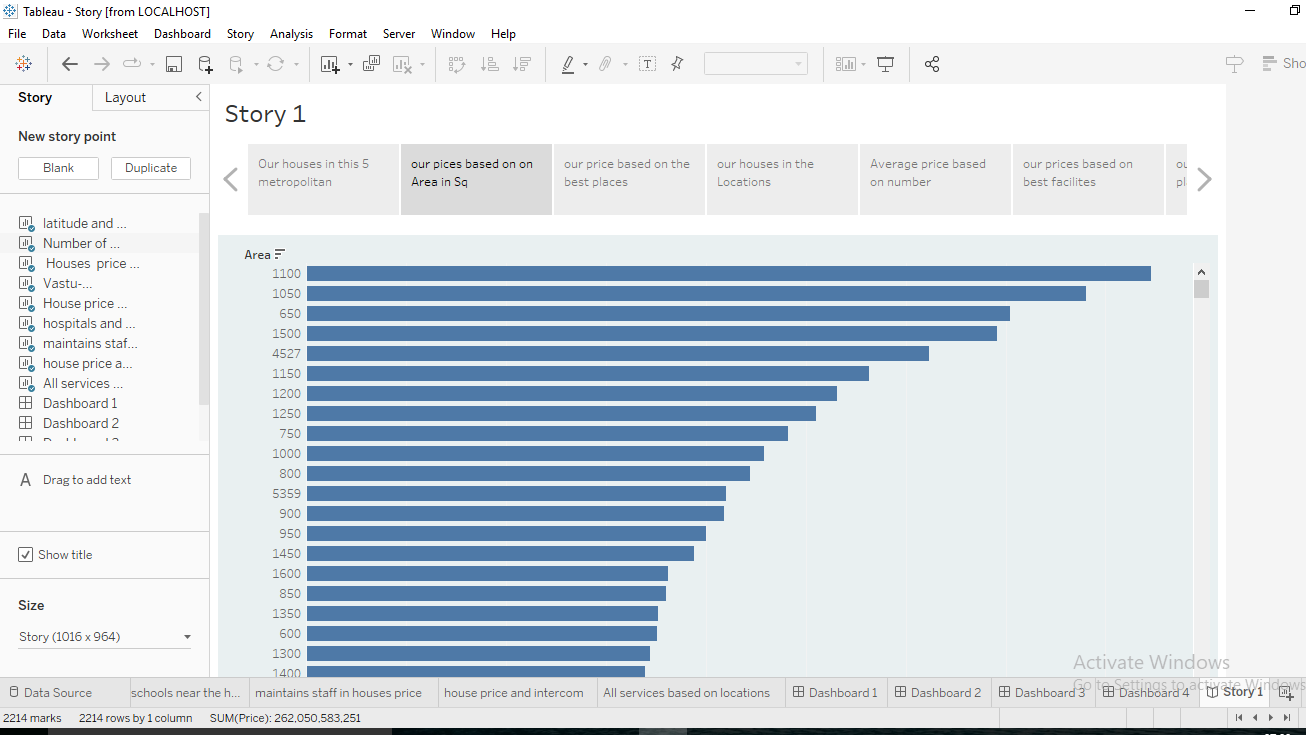 Tableau - Story [from LOCALHOST]
File Data Worksheet Dashboard Story Analysis Format Server Window Help
Sho
Story Layout
New story point
Blank Duplicate
latitude and ...
Number of ...
Houses price ...
Vastu-...
House price ...
hospitals and ...
maintains staf...
house price a...
All services ...
Dashboard 1
Dashboard 2
A Drag to add text
Show title
Size
Story (1016 x 964)
Story 1
Our houses in this 5
metropolitan
our pices based on on
Area in Sq
our price based on the
best places
our houses in the
Locations
Average price based
on number
our prices based on
best facilites
ou
pl
Area
1100
1050
650
1500
4527
1150
1200
1250
750
1000
800
5359
900
950
1450
1600
850
1350
600
1300
1400
Activate Windows
Go to Settings to activate Windows
Data Source schools near the h... maintains staff in houses price house price and intercom All services based on locations Dashboard 1 Dashboard 2 Dashboard 3 Dashboard 4 Story 1
2214 marks 2214 rows by 1 column SUM(Price): 262,050,583,251